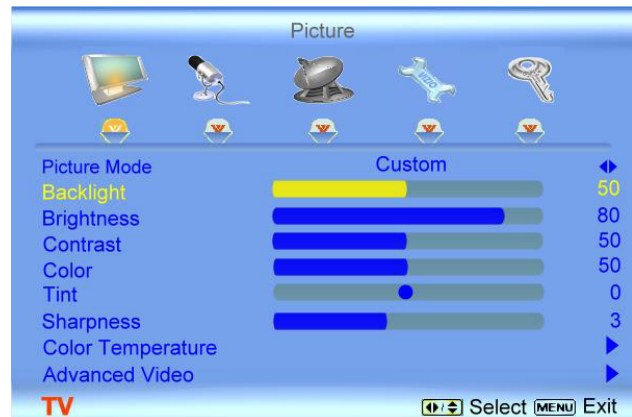 Picture
VIZIO
Picture Mode Custom
Backlight 50
Brightness 80
Contrast 50
Color 50
Tint 0
Sharpness 3
Color Temperature
Advanced Video
TV Select MENU Exit